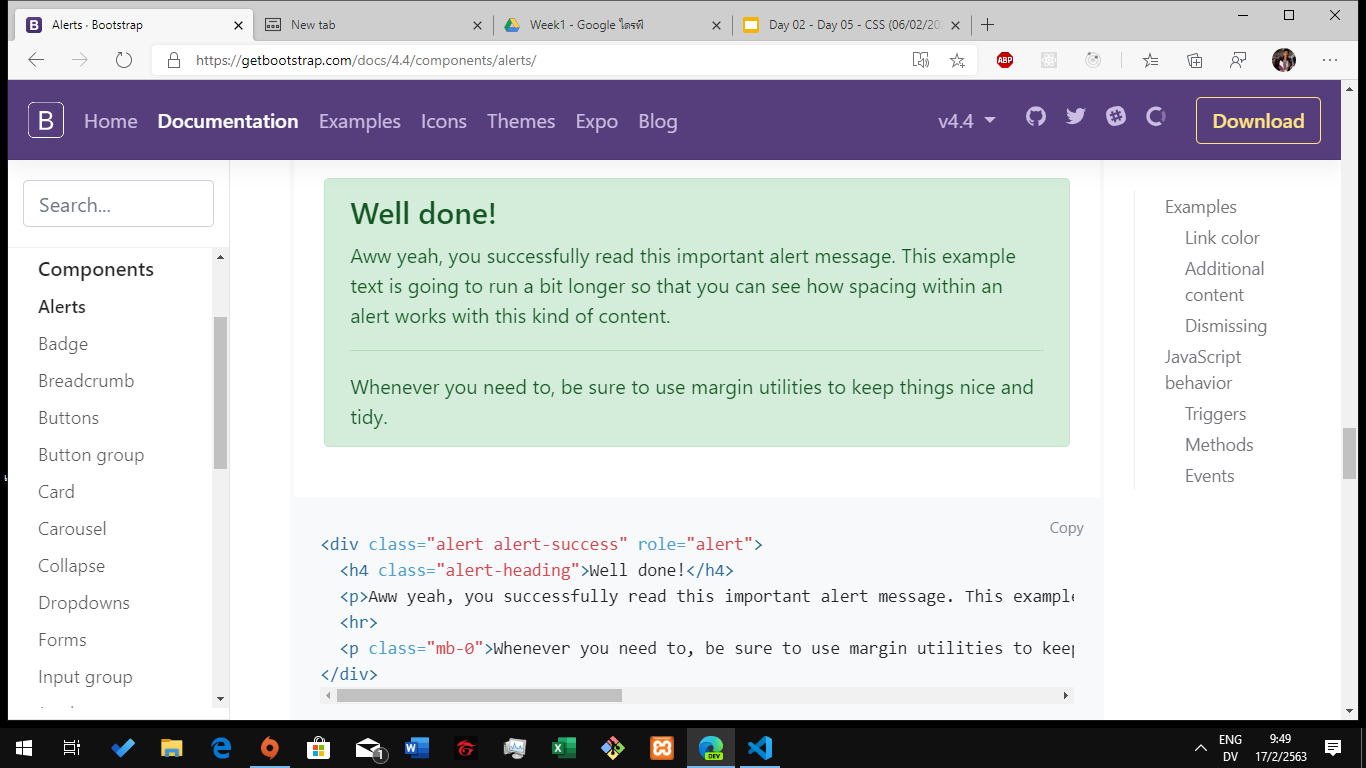 Alerts · Bootstrap
New tab
Week1 - Google ไดรฟ์
Day 02 - Day 05 - CSS (06/02/20
https://getbootstrap.com/docs/4.4/components/alerts/
ABP
B
Home
Documentation
Examples
Icons
Themes
Expo
Blog
v4.4
Download
Search...
Components
Alerts
Badge
Breadcrumb
Buttons
Button group
Card
Carousel
Collapse
Dropdowns
Forms
Input group
Well done!
Aww yeah, you successfully read this important alert message. This example
text is going to run a bit longer so that you can see how spacing within an
alert works with this kind of content.
Whenever you need to, be sure to use margin utilities to keep things nice and
tidy.
Copy
<div class="alert alert-success" role="alert">
<h4 class="alert-heading">Well done!</h4>
<p>Aww yeah, you successfully read this important alert message. This example
<hr>
<p class="mb-0">Whenever you need to, be sure to use margin utilities to keep
</div>
Examples
Link color
Additional
content
Dismissing
JavaScript
behavior
Triggers
Methods
Events
1
DEV
ENG
DV
9:49
17/2/2563